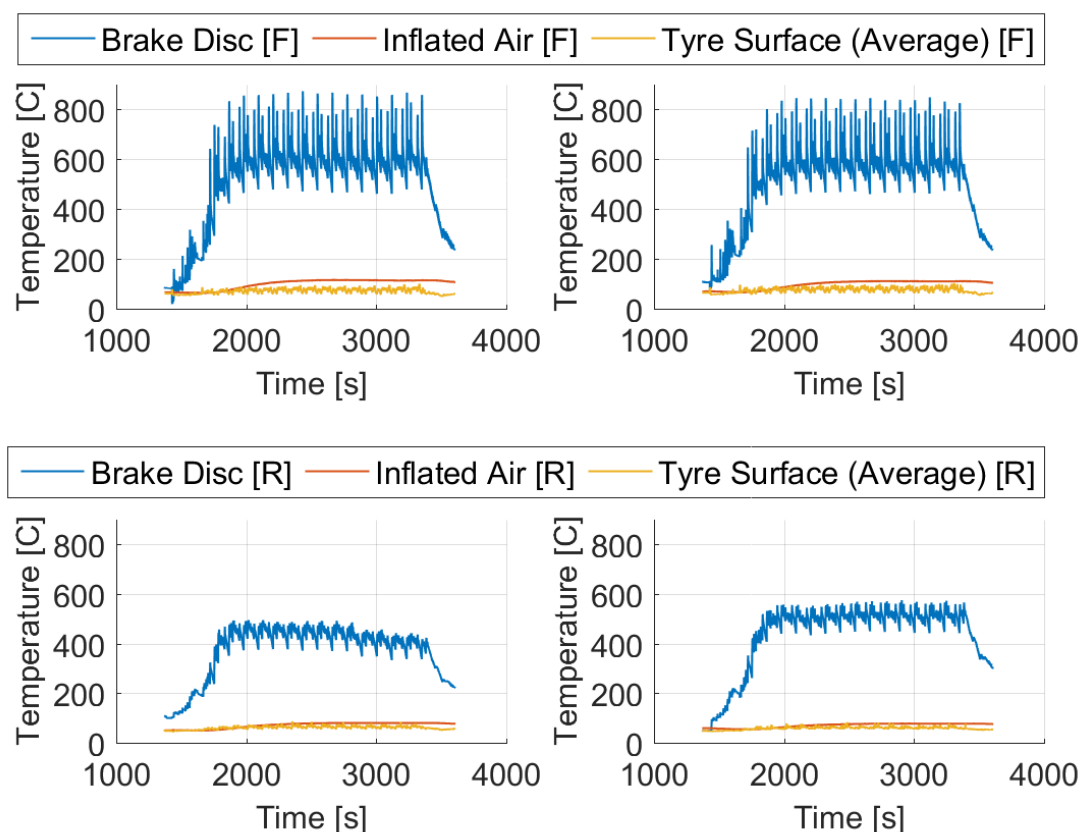 Brake Disc [F] Inflated Air [F] Tyre Surface (Average) [F]
Temperature [C]
800
600
400
200
0
1000 2000 3000 4000
Time [s]
Temperature [C]
800
600
400
200
0
1000 2000 3000 4000
Time [s]
Brake Disc [R] Inflated Air [R] Tyre Surface (Average) [R]
Temperature [C]
800
600
400
200
0
1000 2000 3000 4000
Time [s]
Temperature [C]
800
600
400
200
0
1000 2000 3000 4000
Time [s]